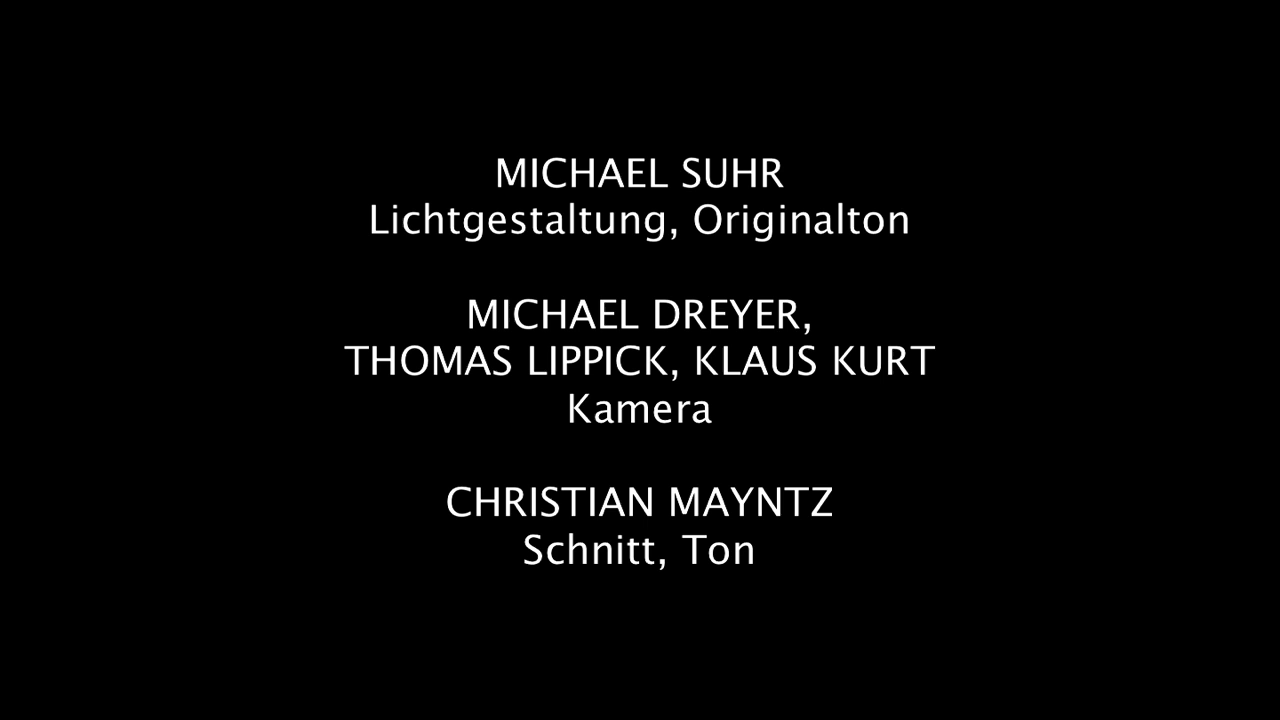 MICHAEL SUHR
Lichtgestaltung, Originalton
MICHAEL DREYER,
THOMAS LIPPICK, KLAUS KURT
Kamera
CHRISTIAN MAYNTZ
Schnitt, Ton